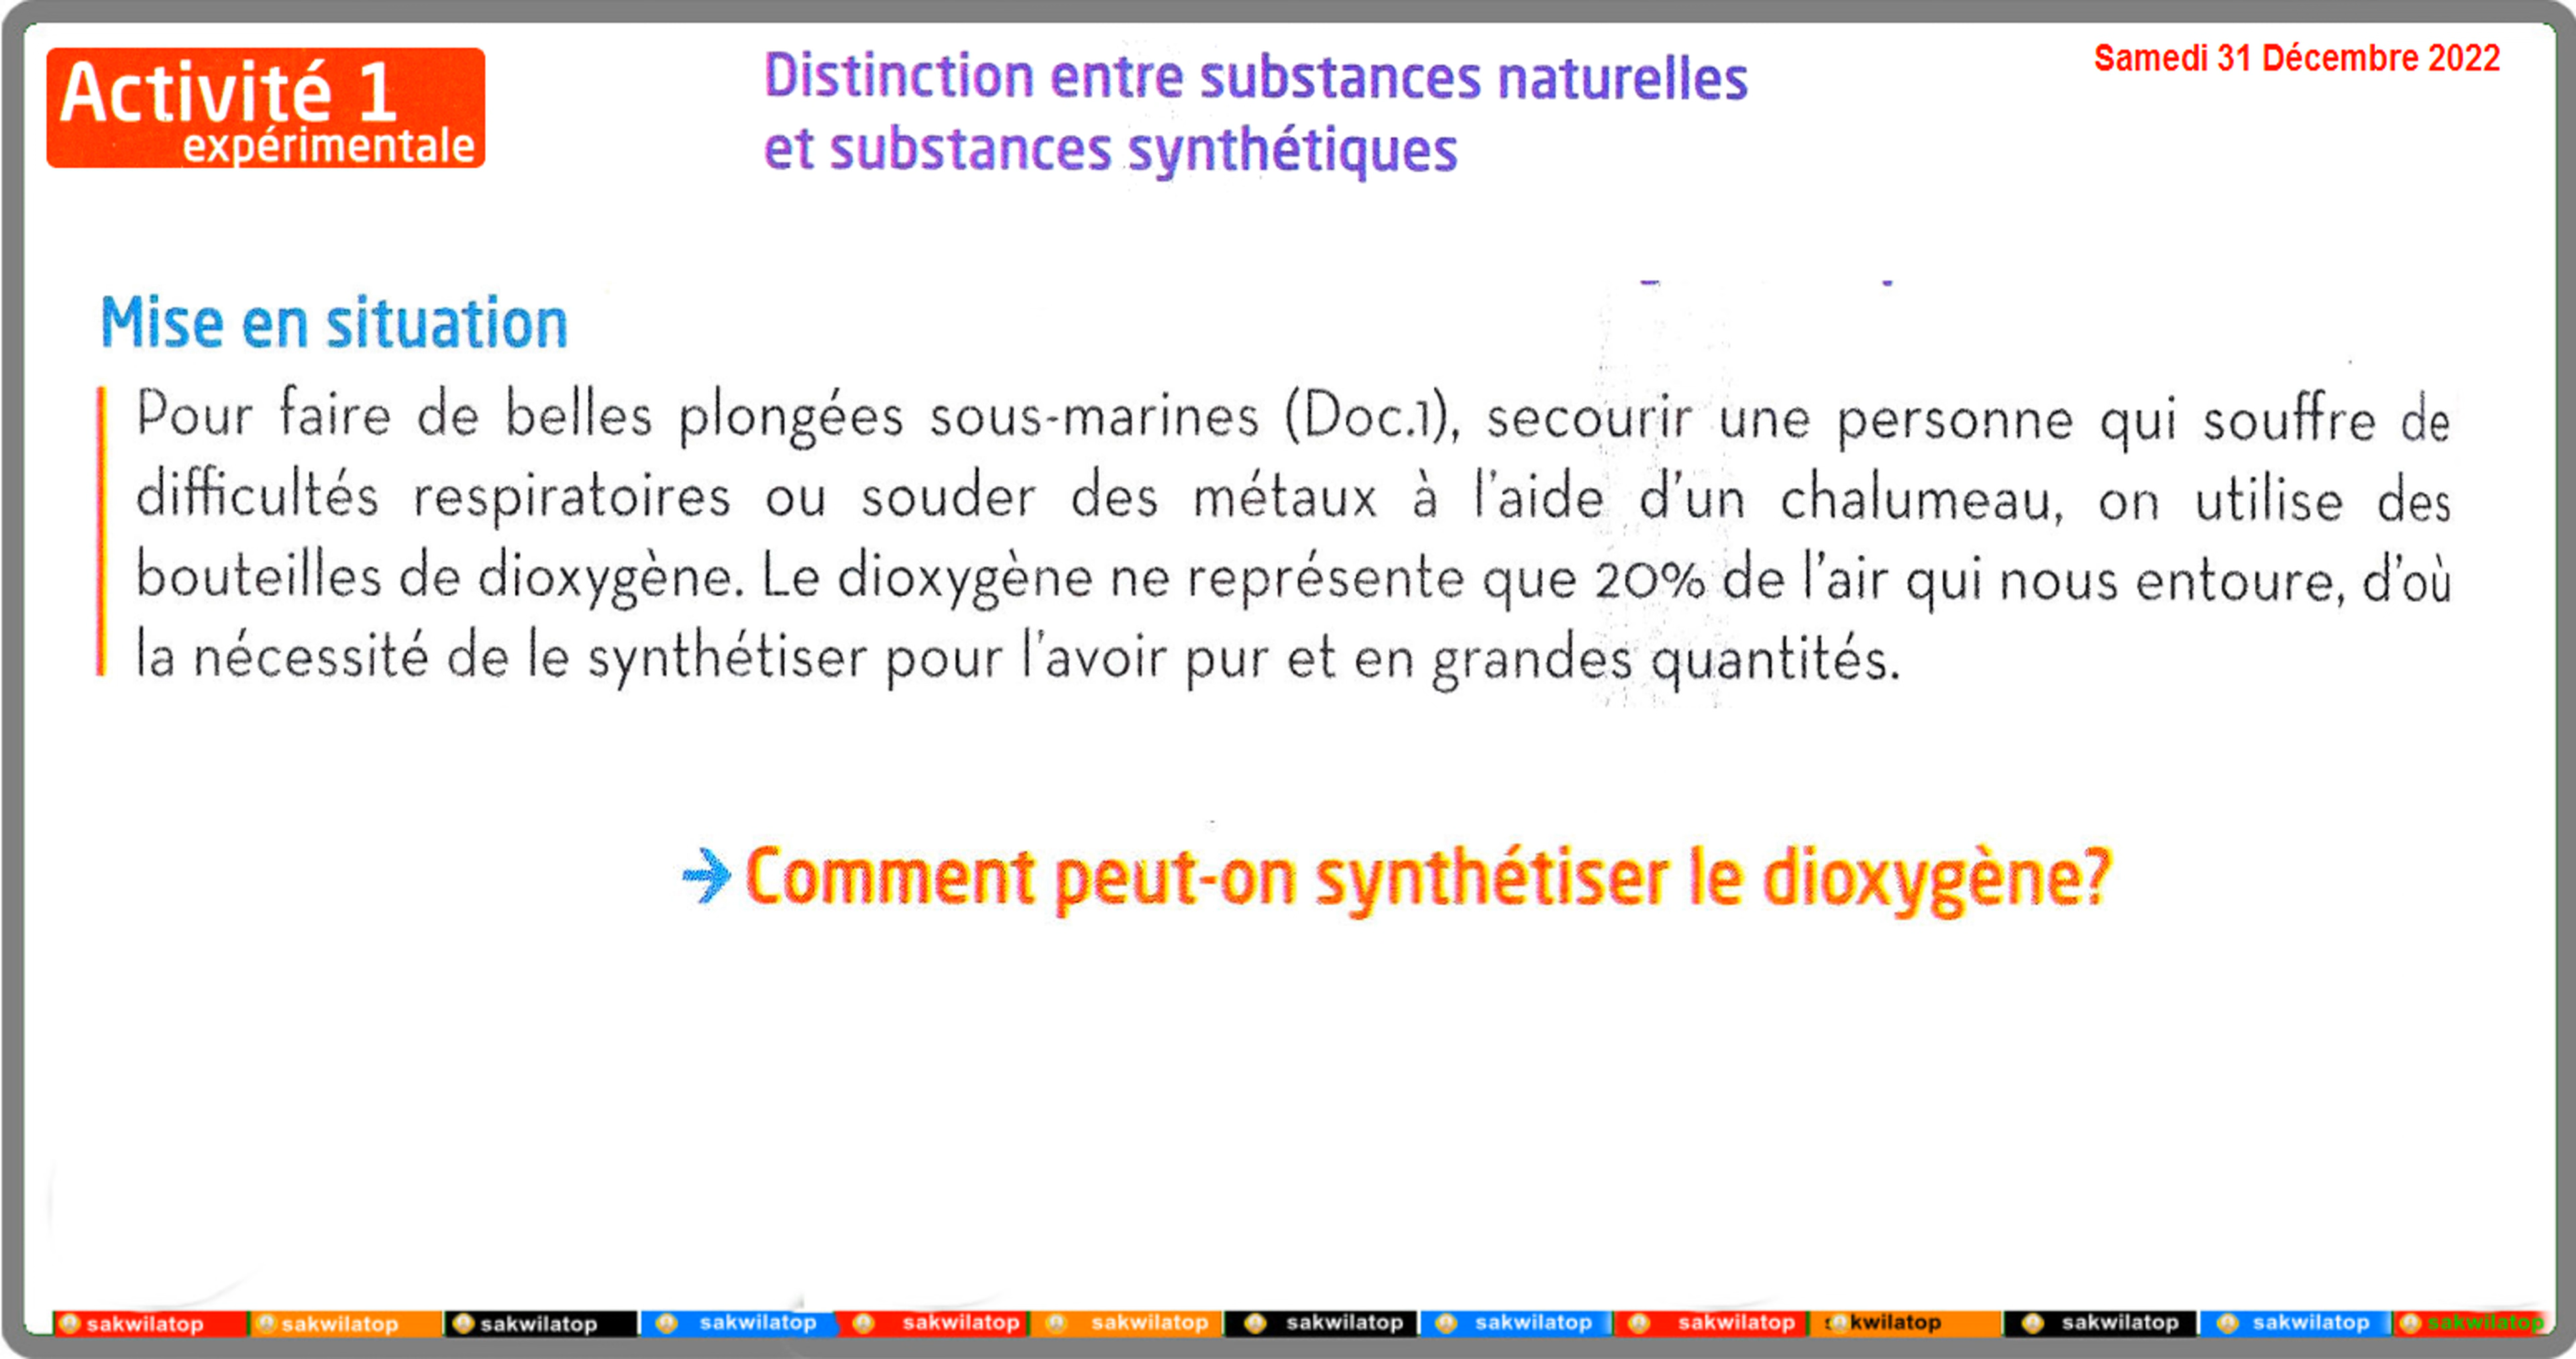 Activité 1
expérimentale
Distinction entre substances naturelles
et substances synthétiques
Samedi 31 Décembre 2022
Mise en situation
Pour faire de belles plongées sous-marines (Doc.1), secourir une personne qui souffre de
difficultés respiratoires ou souder des métaux à l'aide d'un chalumeau, on utilise des
bouteilles de dioxygène. Le dioxygène ne représente que 20% de l'air qui nous entoure, d'où
la nécessité de le synthétiser pour l'avoir pur et en grandes quantités.
→ Comment peut-on synthétiser le dioxygène?
sakwilatop sakwilatop sakwilatop sakwilatop sakwilatop sakwilatop sakwilatop sakwilatop sakwilatop kwilatop sakwilatop sakwilatop sakwilatop